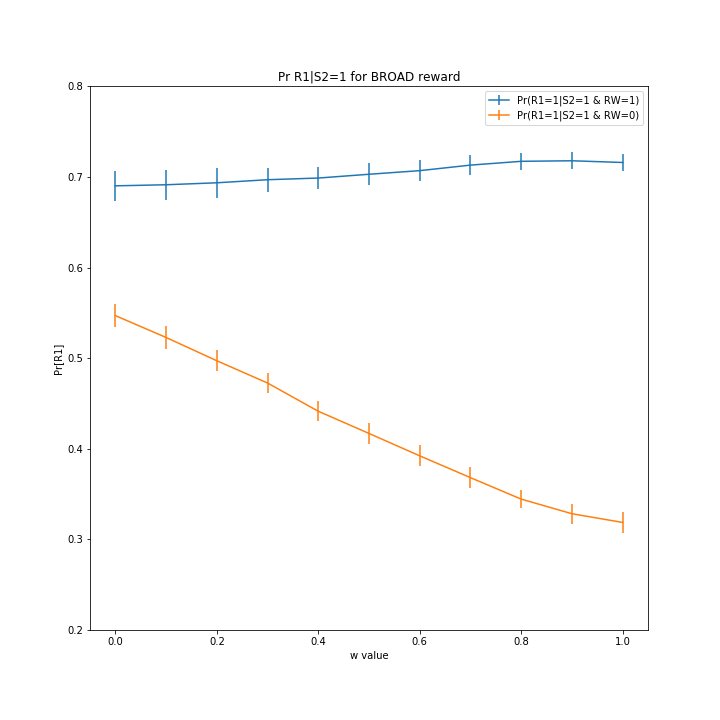 Pr R1|S2=1 for BROAD reward
Pr(R1=1|S2=1 & RW=1)
Pr(R1=1|S2=1 & RW=0)
0.8
0.7
0.6
0.5
0.4
0.3
0.2
Pr[R1]
0.0 0.2 0.4 0.6 0.8 1.0
w value